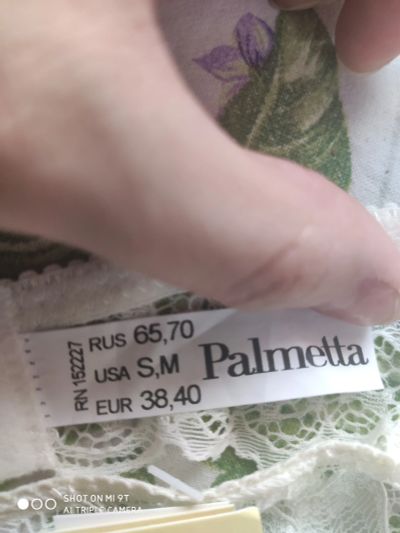 RN 152227
RUS 65,70
USA S,M
EUR 38,40
Palmetta
SHOT ON MI 9T
AI TRIPLE CAMERA